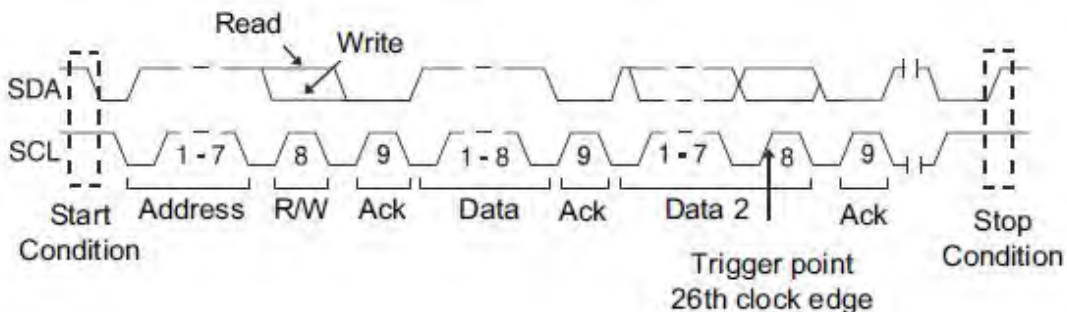 Read
Write
SDA
SCL
1 - 7
8
9
1 - 8
9
1 - 7
8
9
Start
Condition
Address
R/W
Ack
Data
Ack
Data 2
Ack
Stop
Condition
Trigger point
26th clock edge